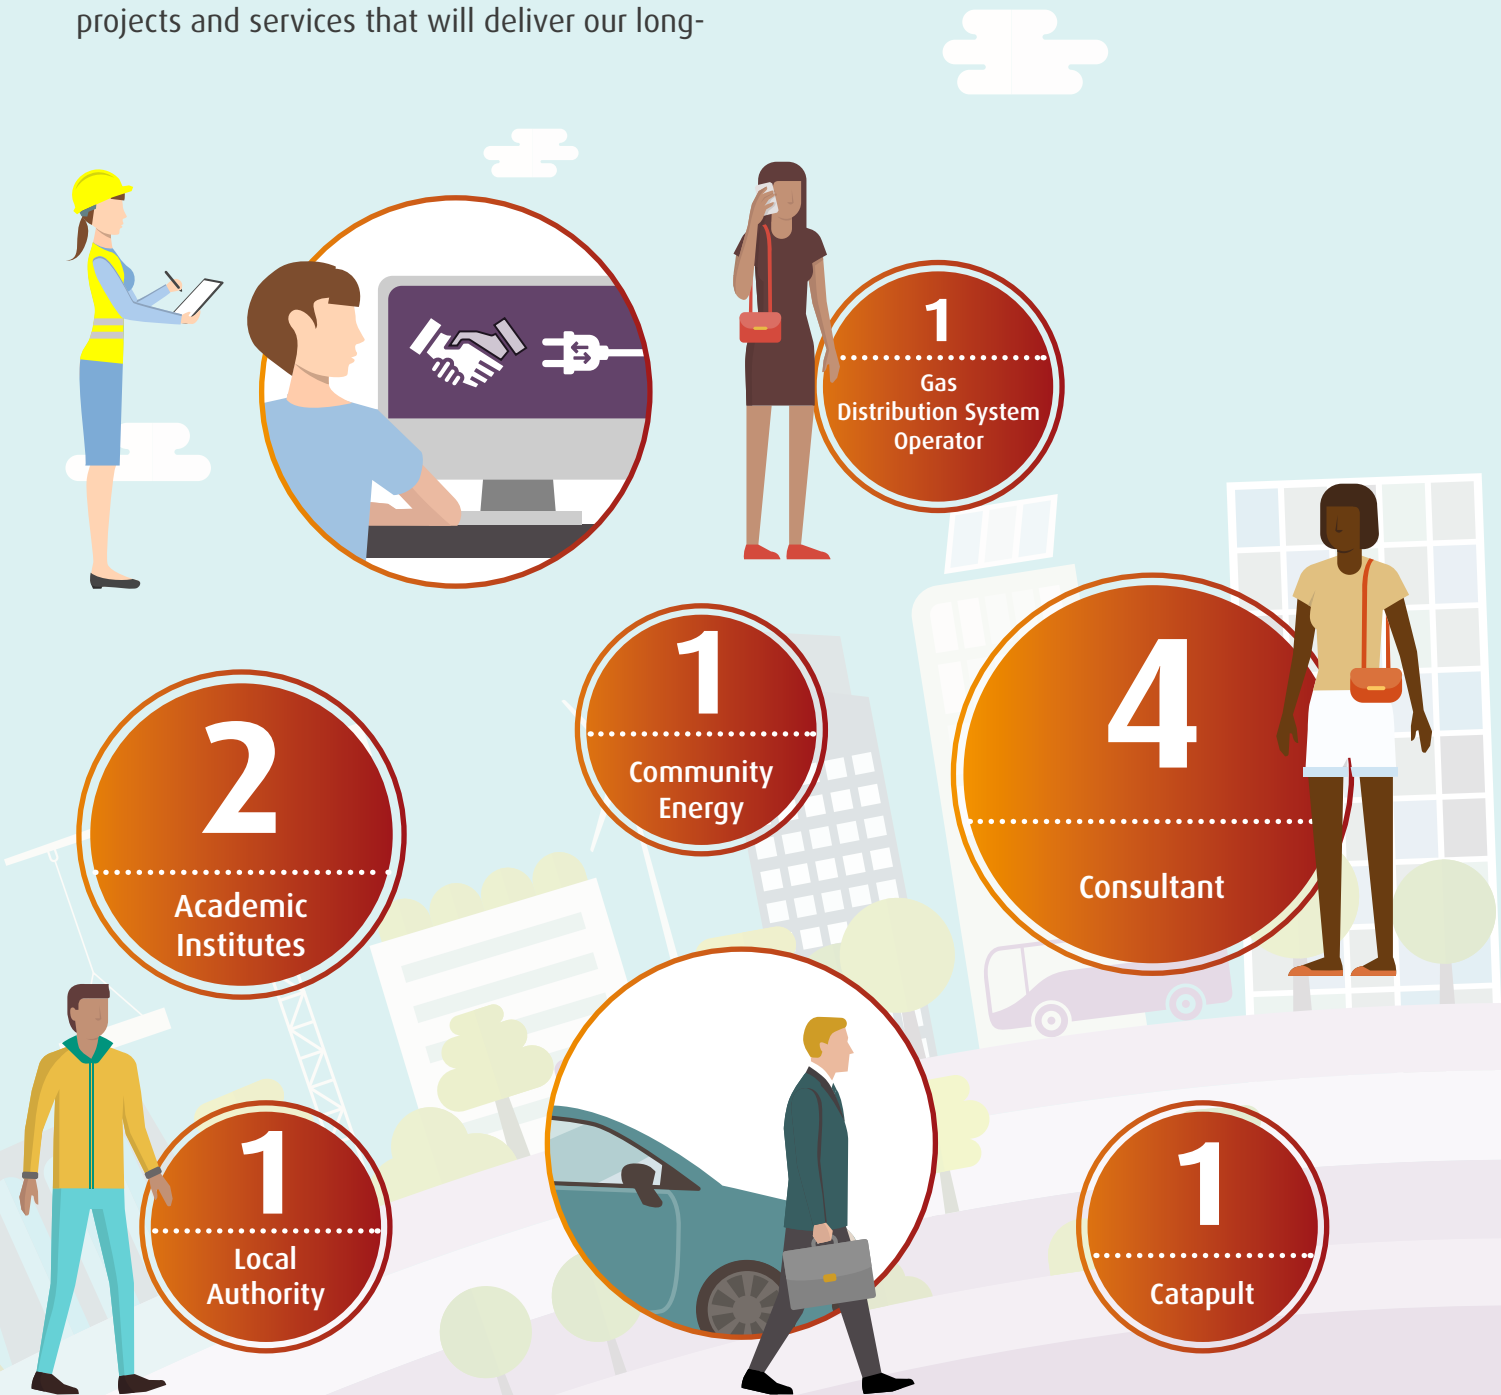 projects and services that will deliver our long-
1
Gas
Distribution System
Operator
1
Community
Energy
4
Consultant
2
Academic
Institutes
1
Local
Authority
1
Catapult